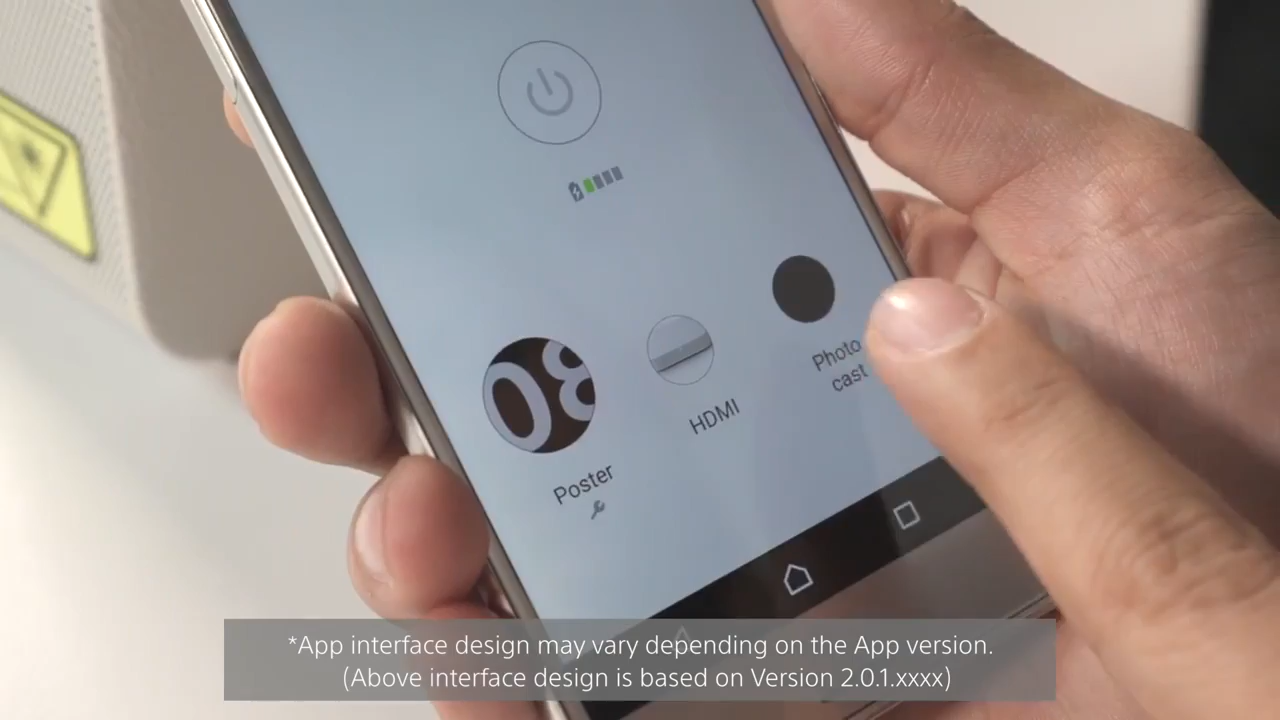 08
Poster
HDMI
Photo
cast
*App interface design may vary depending on the App version.
(Above interface design is based on Version 2.0.1.xxxx)